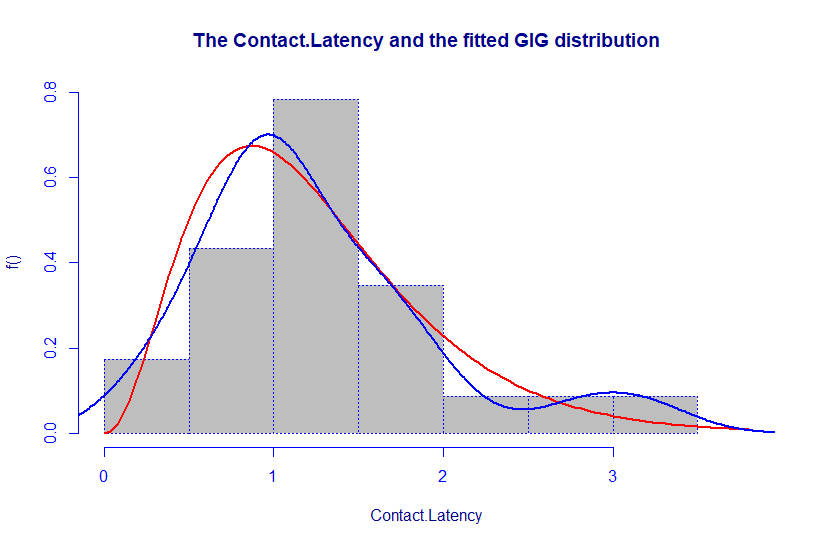 The Contact.Latency and the fitted GIG distribution
f()
0.8
0.6
0.4
0.2
0.0
0 1 2 3
Contact.Latency